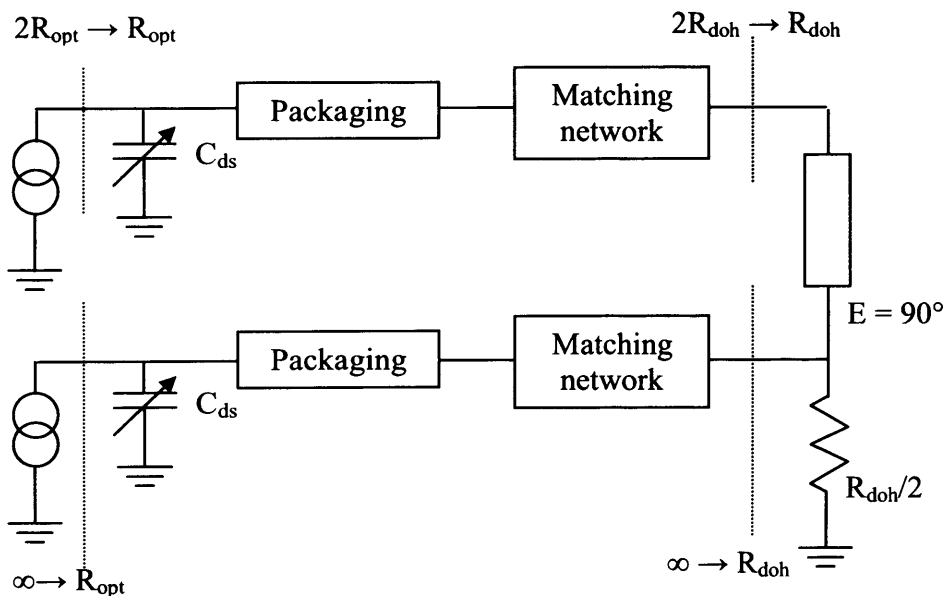 2R_opt → R_opt
2R_doh → R_doh
Packaging
Matching
network
C_ds
E = 90°
Packaging
Matching
network
C_ds
R_doh/2
∞→ R_opt
∞ → R_doh